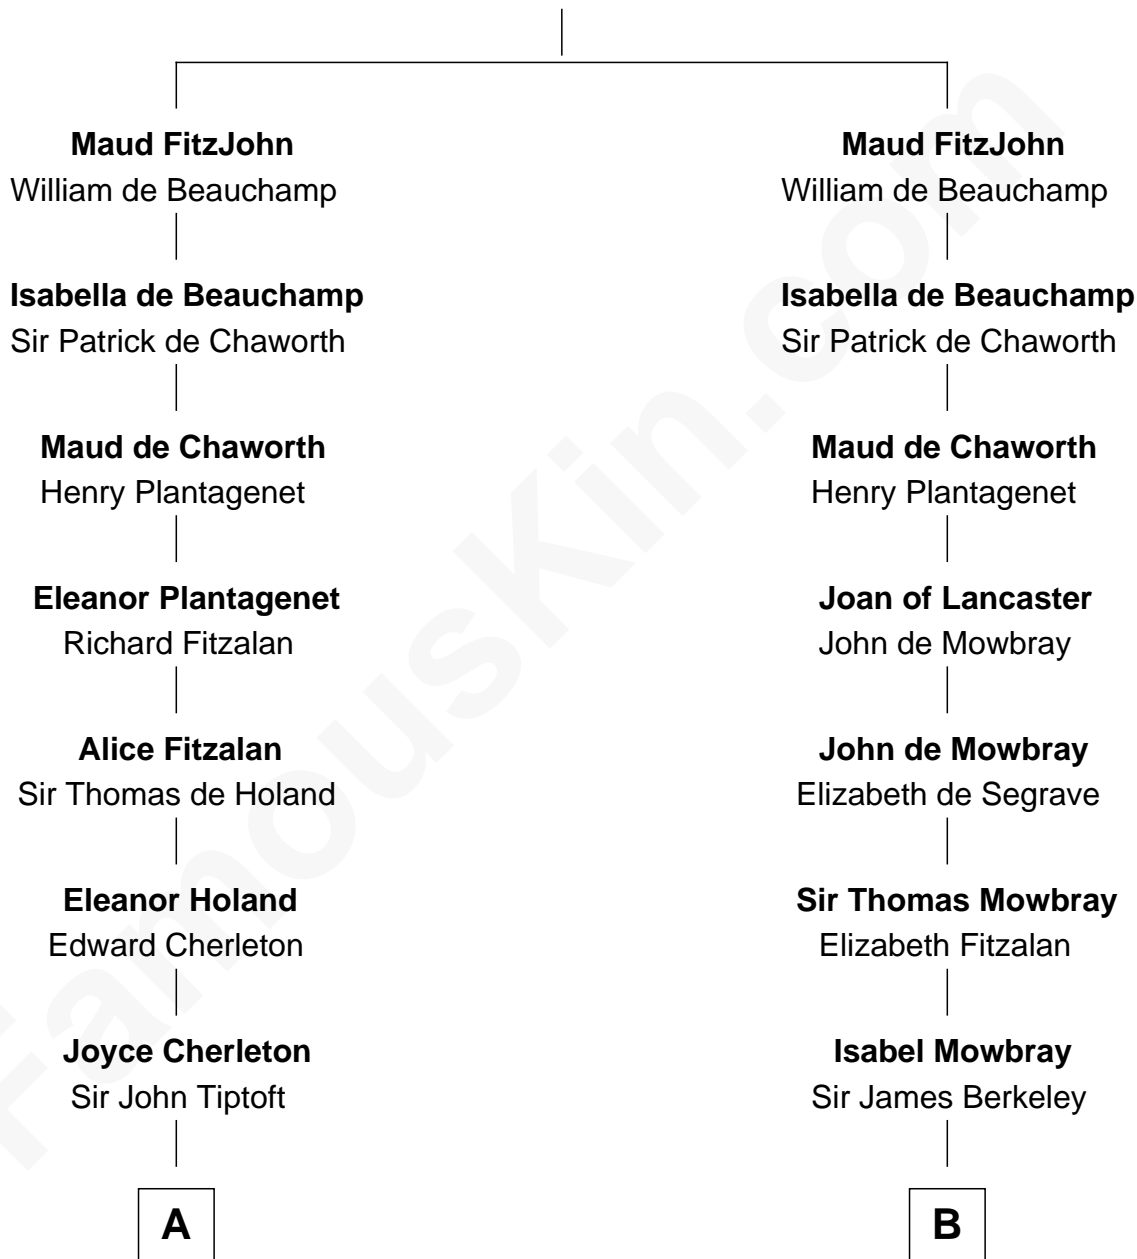 Maud FitzJohn
William de Beauchamp
Isabella de Beauchamp
Sir Patrick de Chaworth
Maud de Chaworth
Henry Plantagenet
Eleanor Plantagenet
Richard Fitzalan
Alice Fitzalan
Sir Thomas de Holand
Eleanor Holand
Edward Cherleton
Joyce Cherleton
Sir John Tiptoft
A
Maud FitzJohn
William de Beauchamp
Isabella de Beauchamp
Sir Patrick de Chaworth
Maud de Chaworth
Henry Plantagenet
Joan of Lancaster
John de Mowbray
John de Mowbray
Elizabeth de Segrave
Sir Thomas Mowbray
Elizabeth Fitzalan
Isabel Mowbray
Sir James Berkeley
B
FamousKin.com